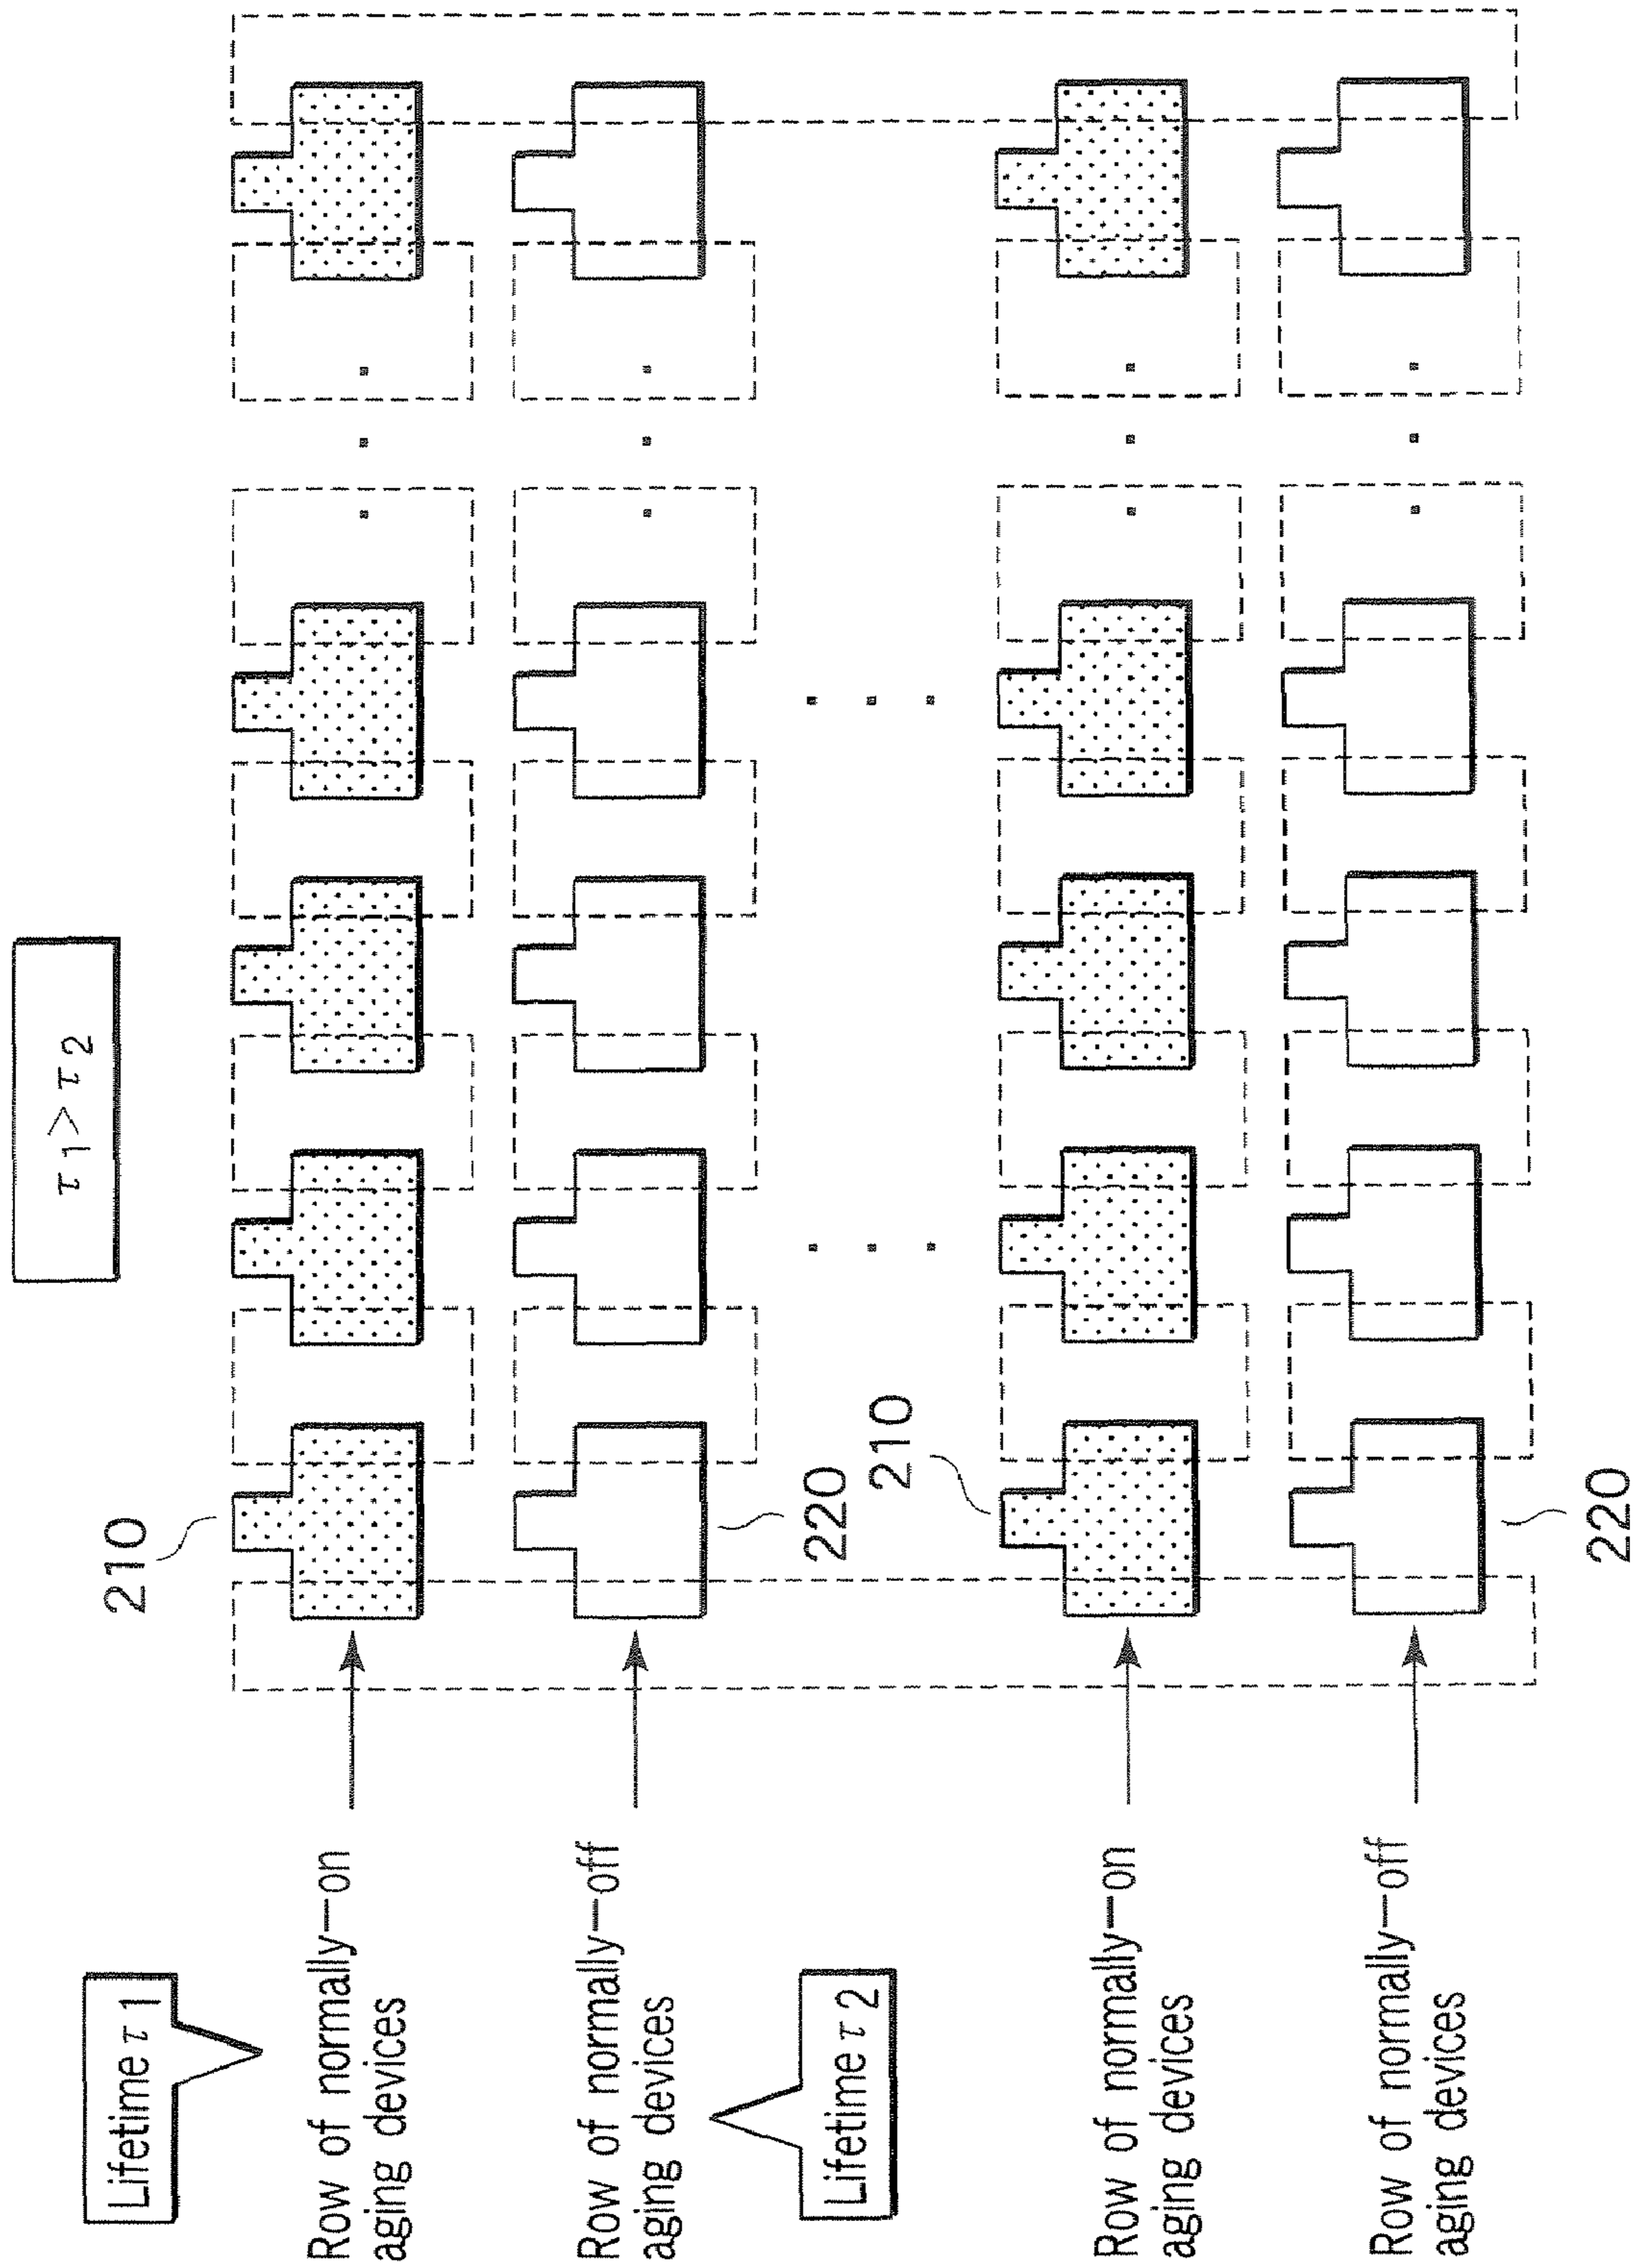 τ1>τ2
Lifetime τ1
210
Row of normally-on
aging devices
Row of normally-off
aging devices
220
Lifetime τ2
210
Row of normally-on
aging devices
Row of normally-off
aging devices
220